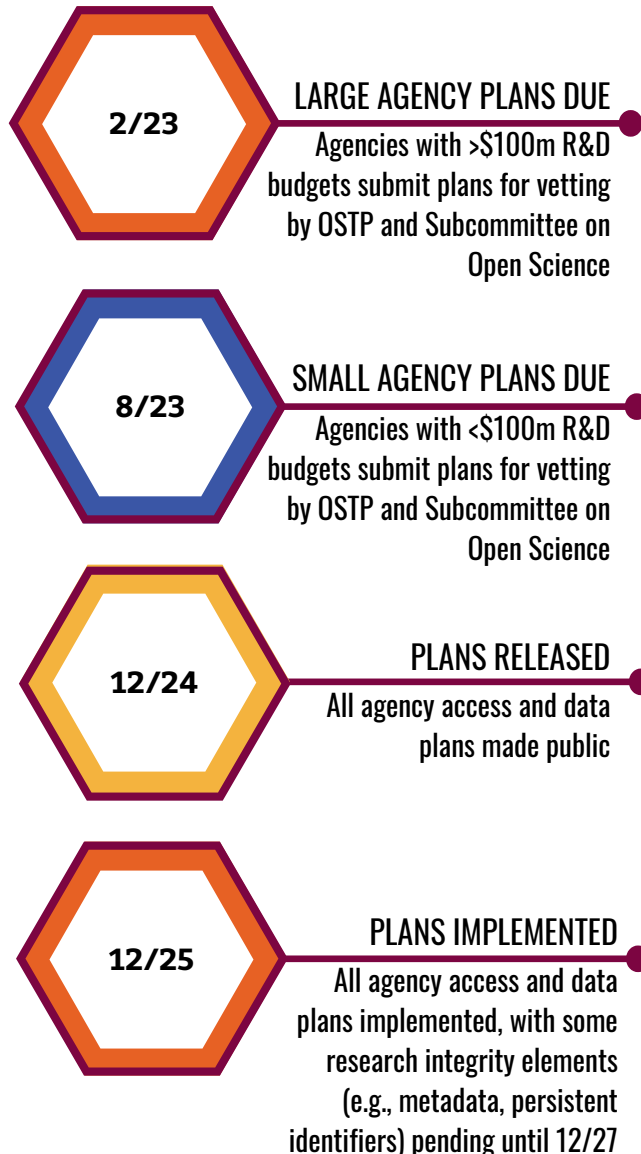 2/23
LARGE AGENCY PLANS DUE
Agencies with >$100m R&D
budgets submit plans for vetting
by OSTP and Subcommittee on
Open Science
8/23
SMALL AGENCY PLANS DUE
Agencies with <$100m R&D
budgets submit plans for vetting
by OSTP and Subcommittee on
Open Science
12/24
PLANS RELEASED
All agency access and data
plans made public
12/25
PLANS IMPLEMENTED
All agency access and data
plans implemented, with some
research integrity elements
(e.g., metadata, persistent
identifiers) pending until 12/27